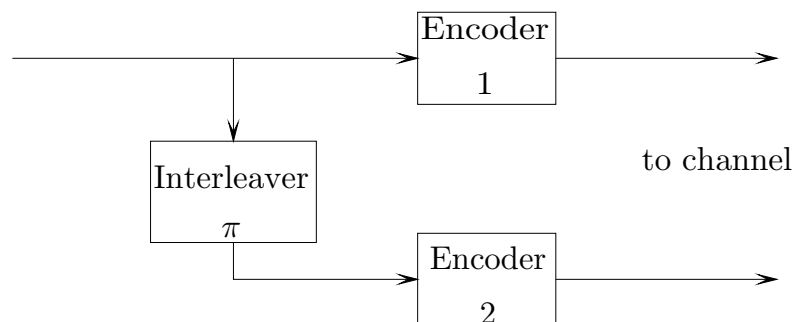 Encoder
1
to channel
Interleaver
π
Encoder
2